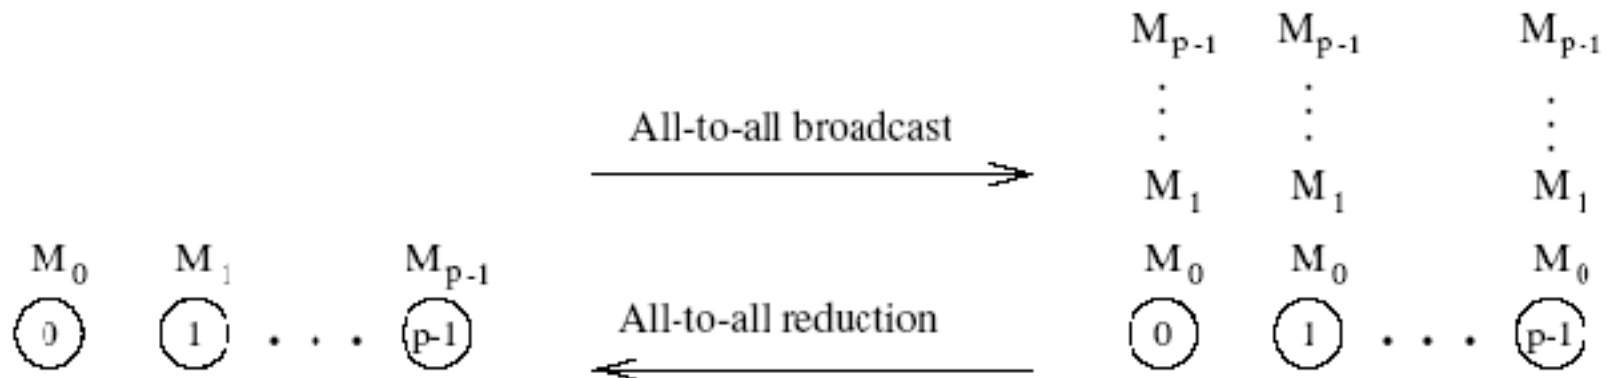 M_{p-1} M_{p-1} M_{p-1}
All-to-all broadcast
M_1 M_1 M_1
M_0 M_1 M_{p-1} M_0 M_0 M_0
All-to-all reduction
0 1 . . . p-1 0 1 . . . p-1